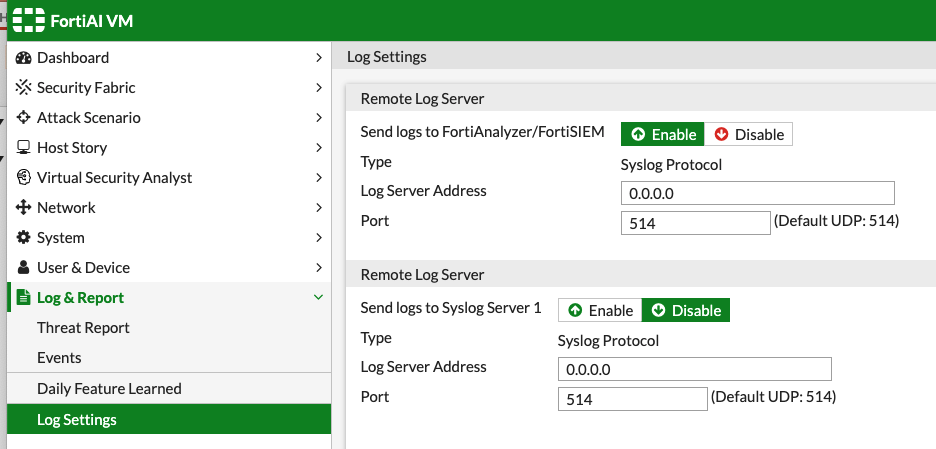 FortiAI VM
Dashboard
Security Fabric
Attack Scenario
Host Story
Virtual Security Analyst
Network
System
User & Device
Log & Report
Threat Report
Events
Daily Feature Learned
Log Settings
Log Settings
Remote Log Server
Send logs to FortiAnalyzer/FortiSIEM Enable Disable
Type Syslog Protocol
Log Server Address 0.0.0.0
Port 514 (Default UDP: 514)
Remote Log Server
Send logs to Syslog Server 1 Enable Disable
Type Syslog Protocol
Log Server Address 0.0.0.0
Port 514 (Default UDP: 514)